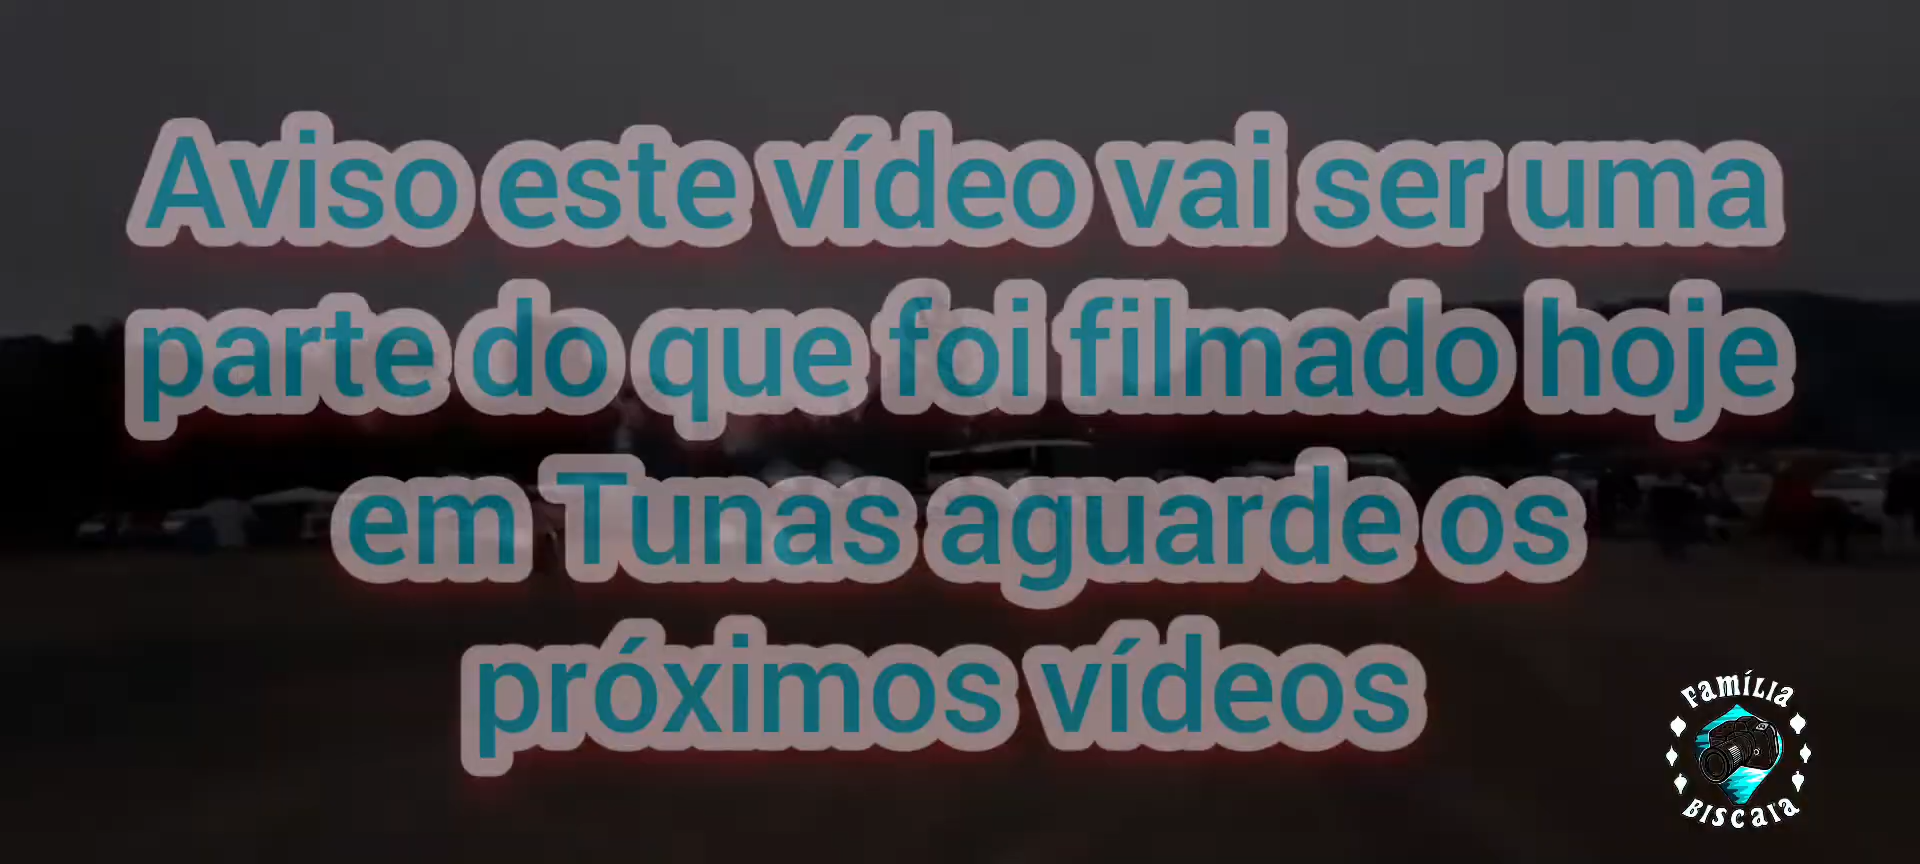 Aviso este vídeo vai ser uma
parte do que foi filmado hoje
em Tunas aguarde os
próximos vídeos
FAMÍLIA
BISCAIA